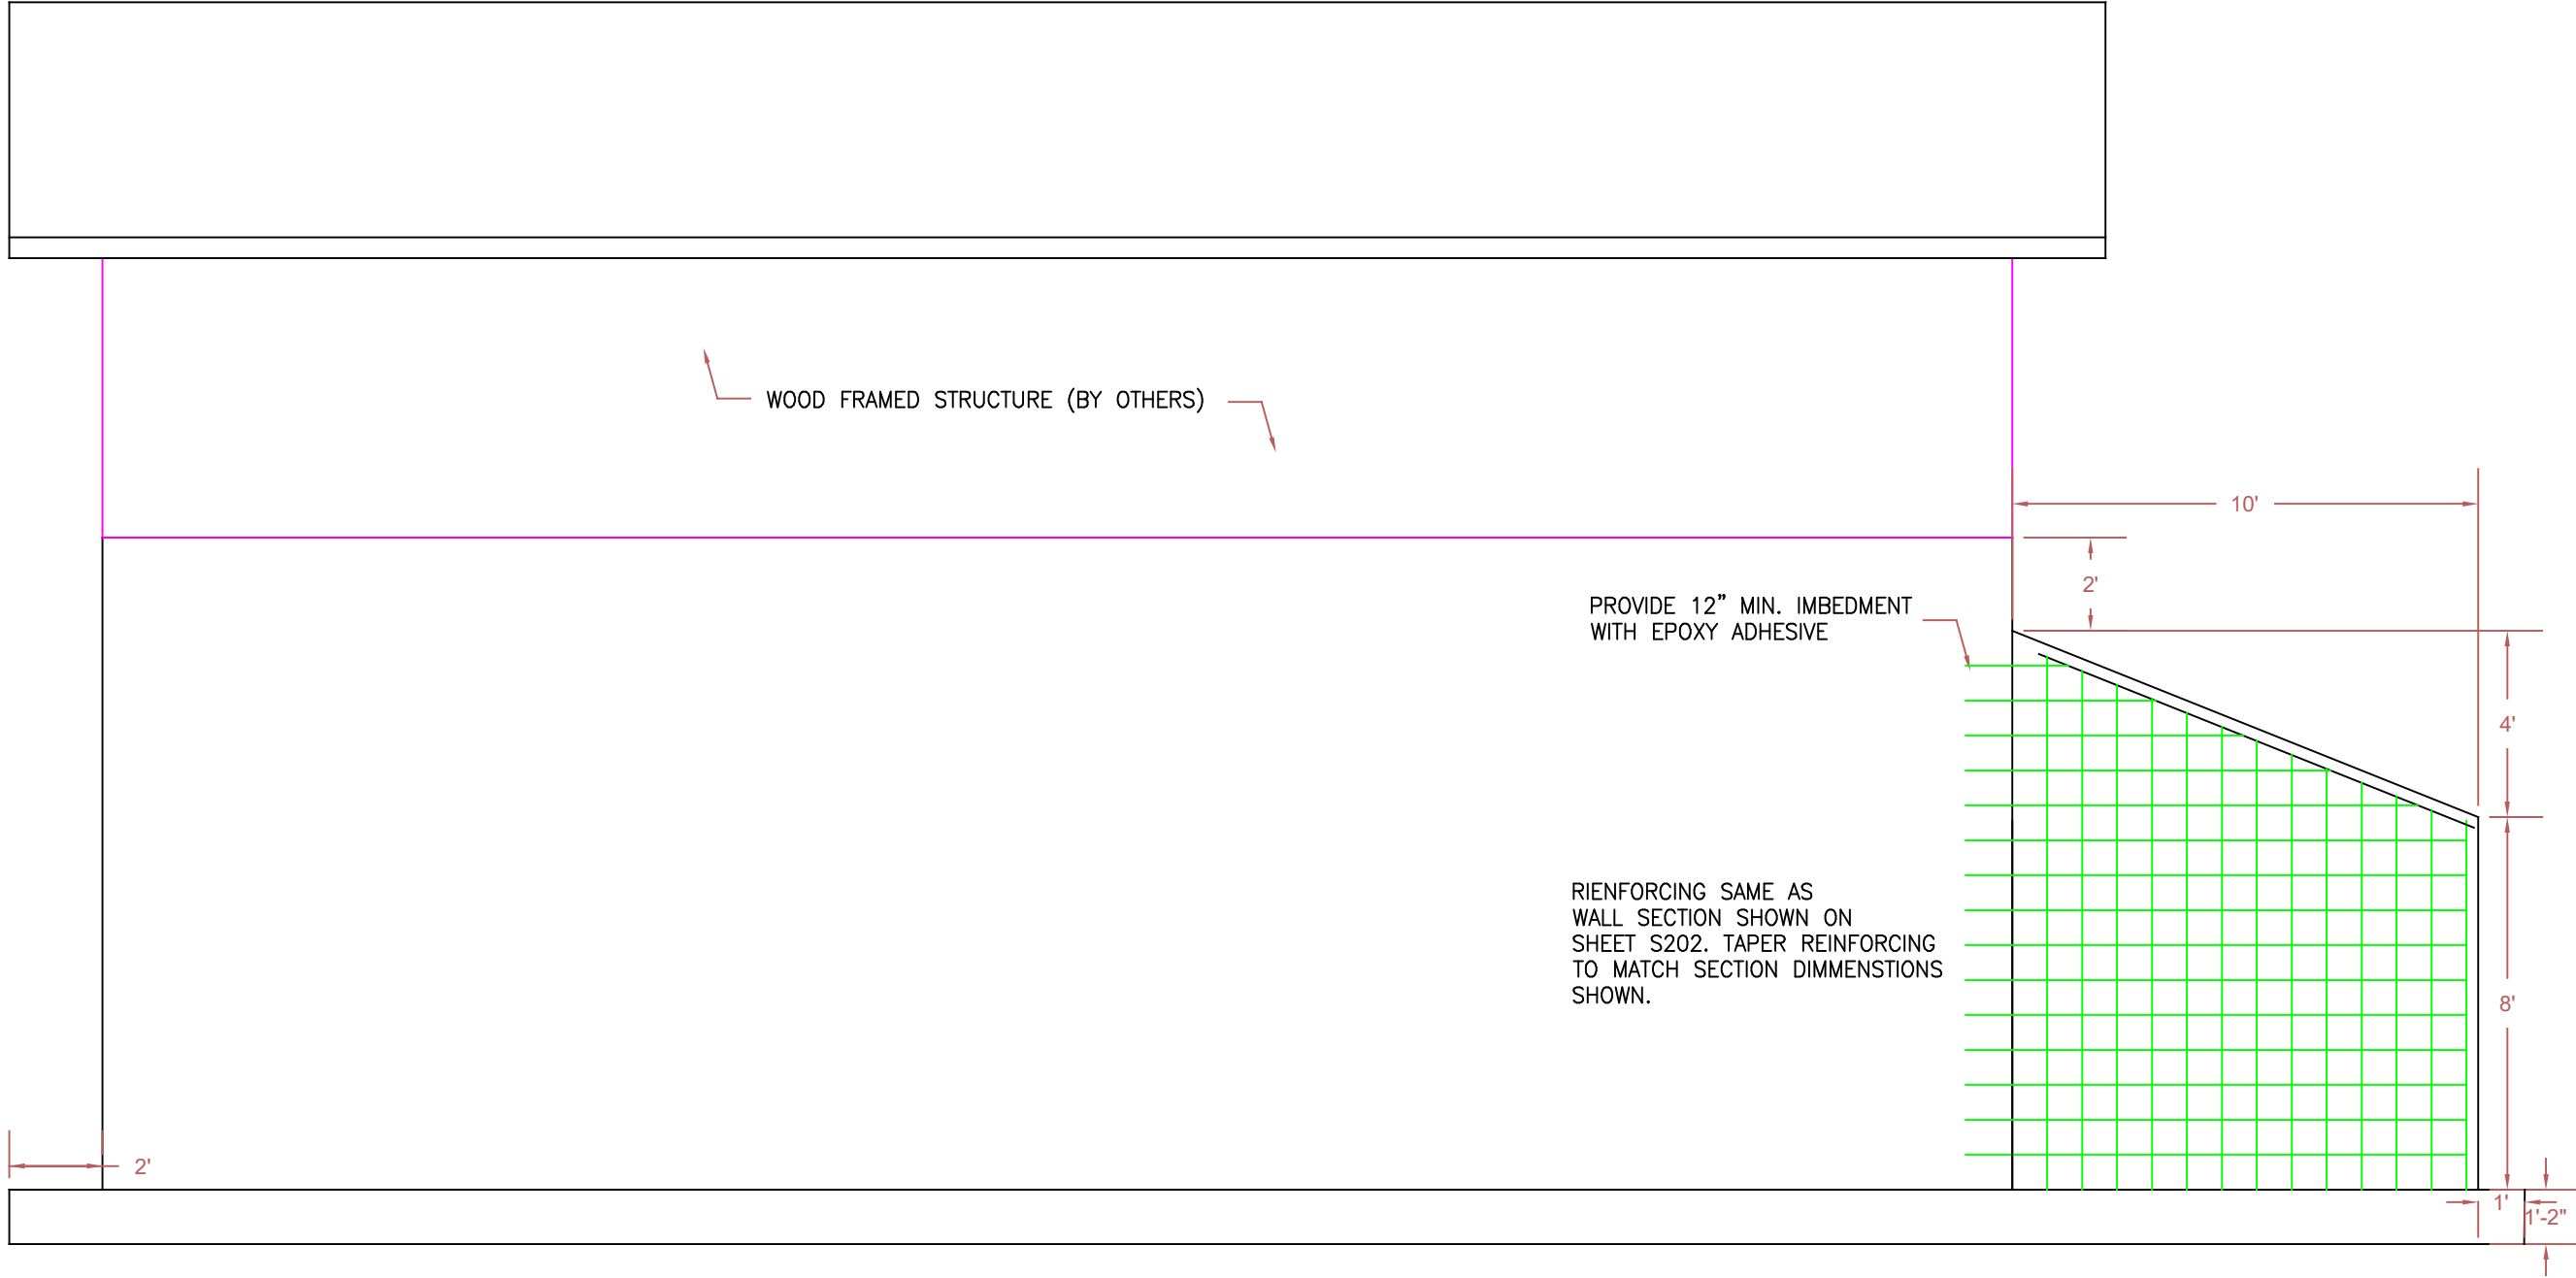 WOOD FRAMED STRUCTURE (BY OTHERS)
10'
2'
PROVIDE 12" MIN. IMBEDMENT
WITH EPOXY ADHESIVE
4'
RIENFORCING SAME AS
WALL SECTION SHOWN ON
SHEET S202. TAPER REINFORCING
TO MATCH SECTION DIMMENSTIONS
SHOWN.
8'
2'
1'
1'-2"